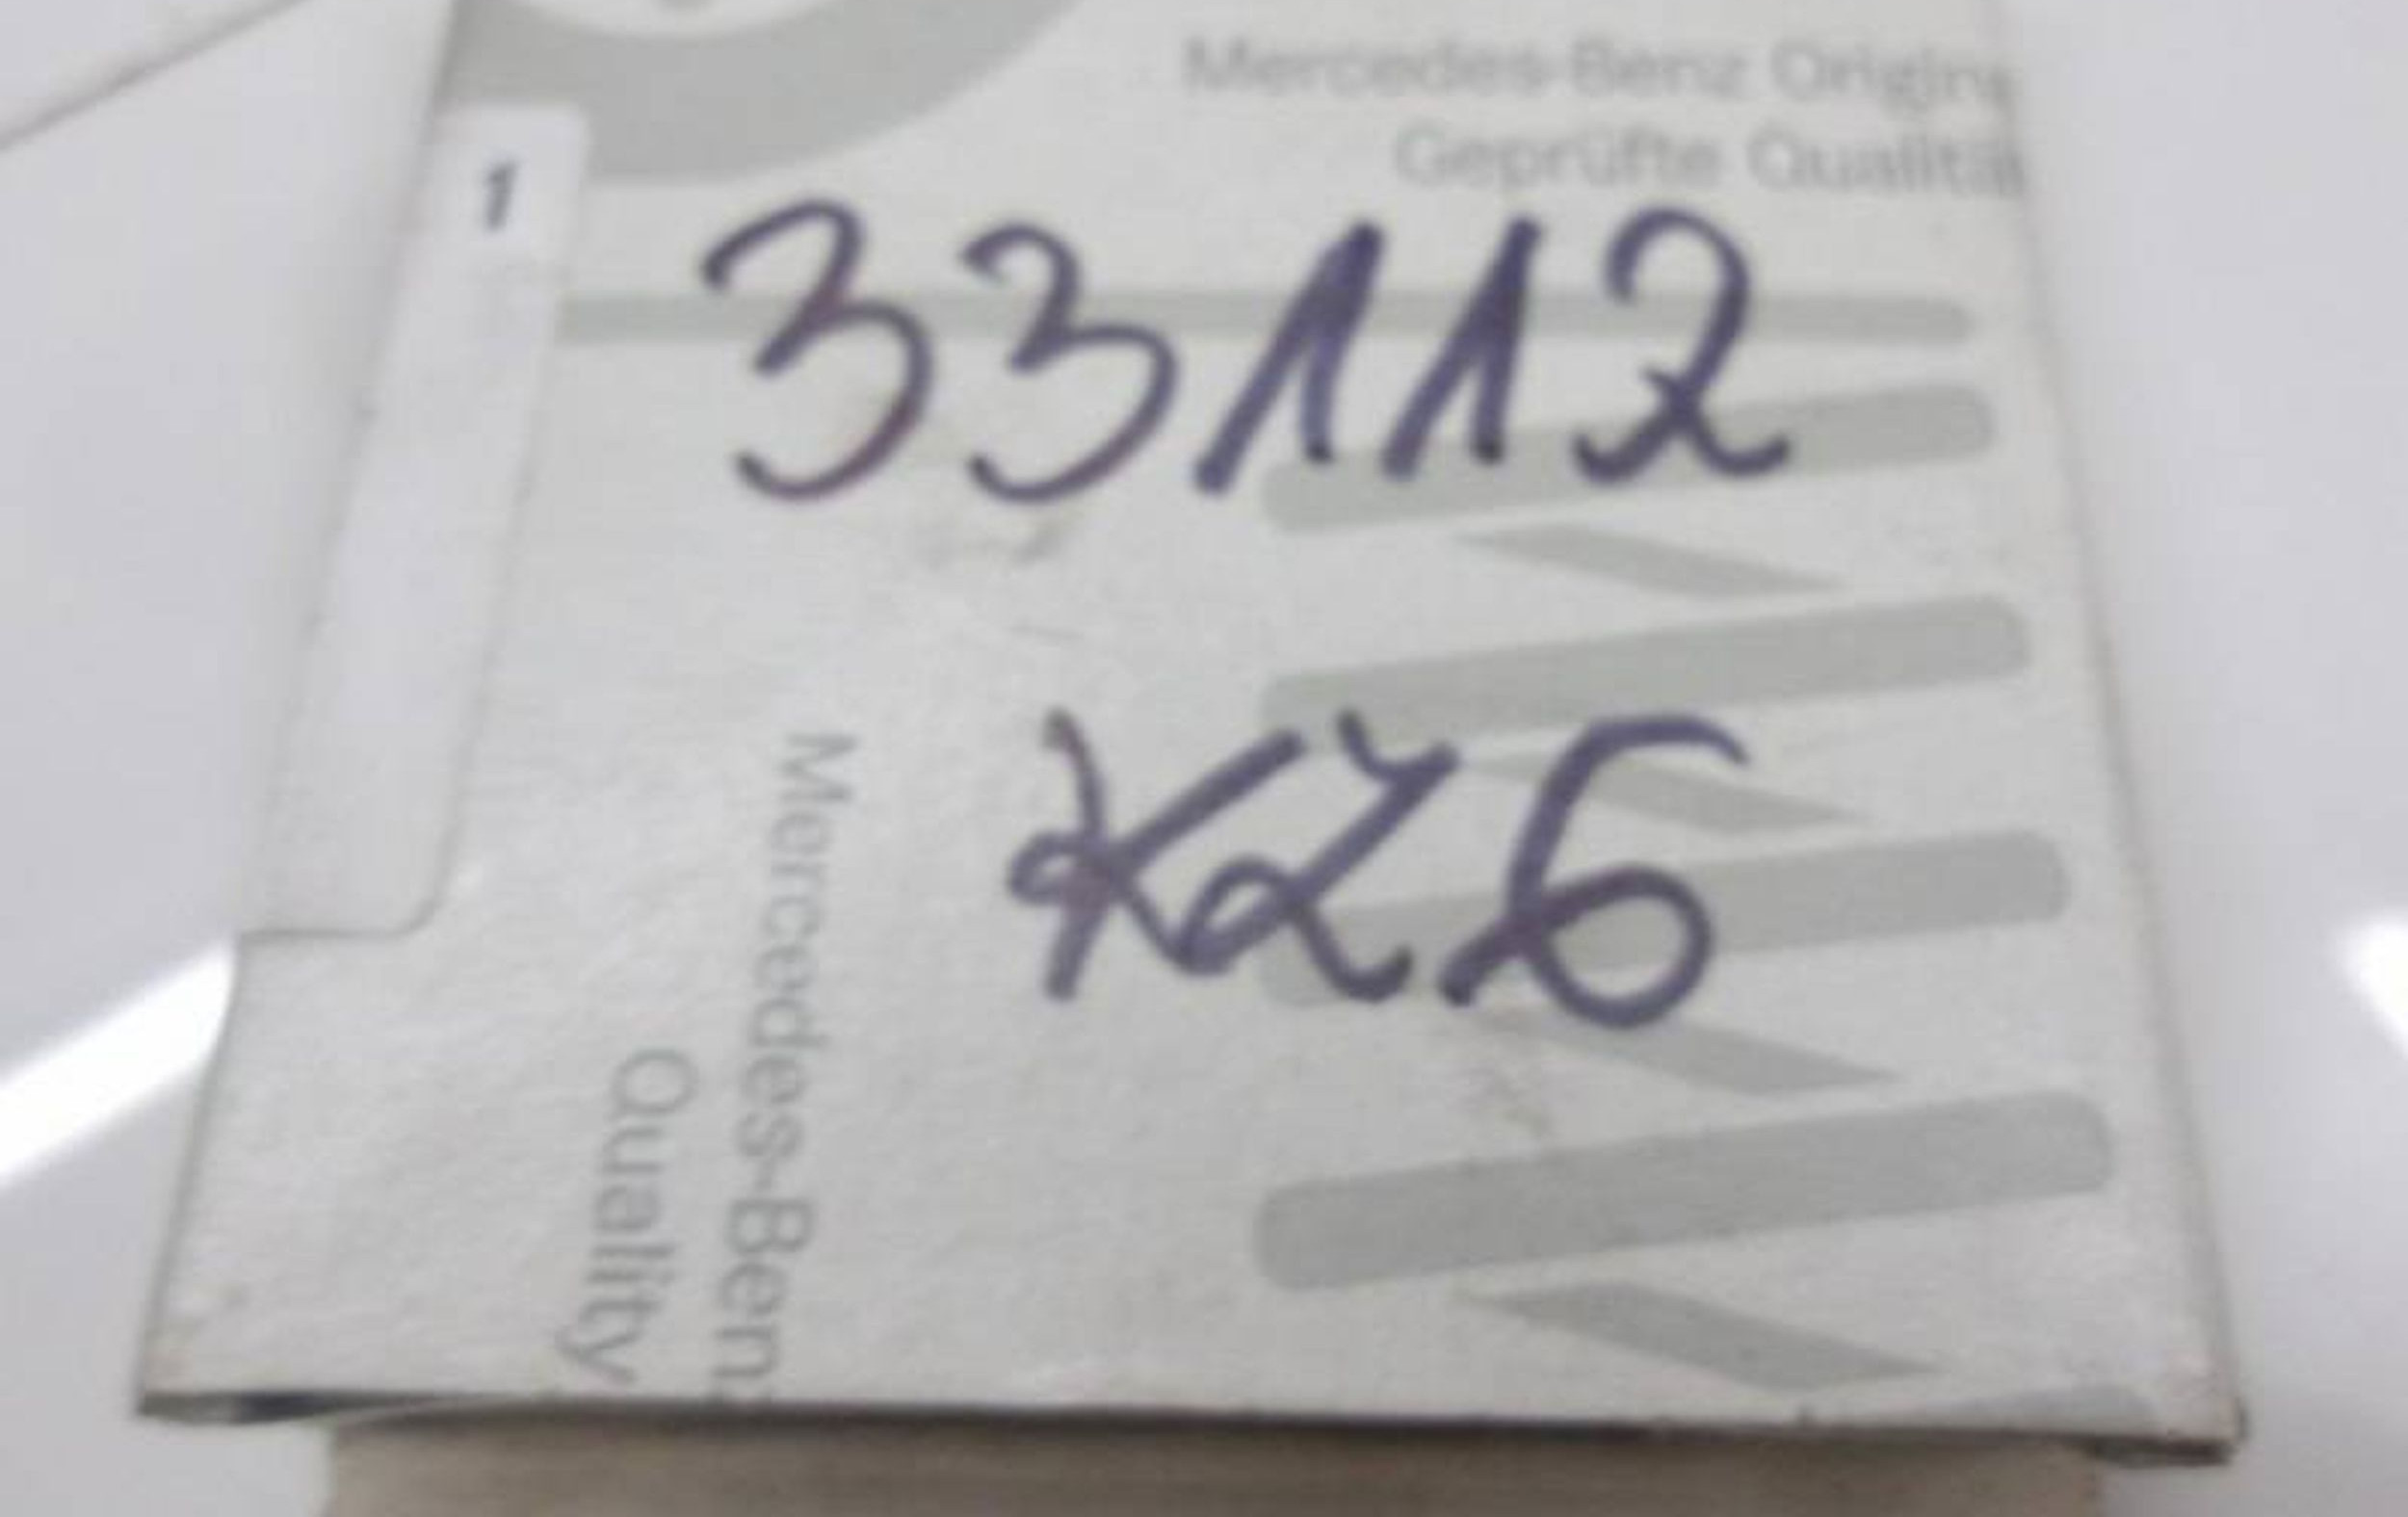 Mercedes-Benz Origin
Geprüfte Qualitä
1
33112
KZ6
Mercedes-Ben
Quality